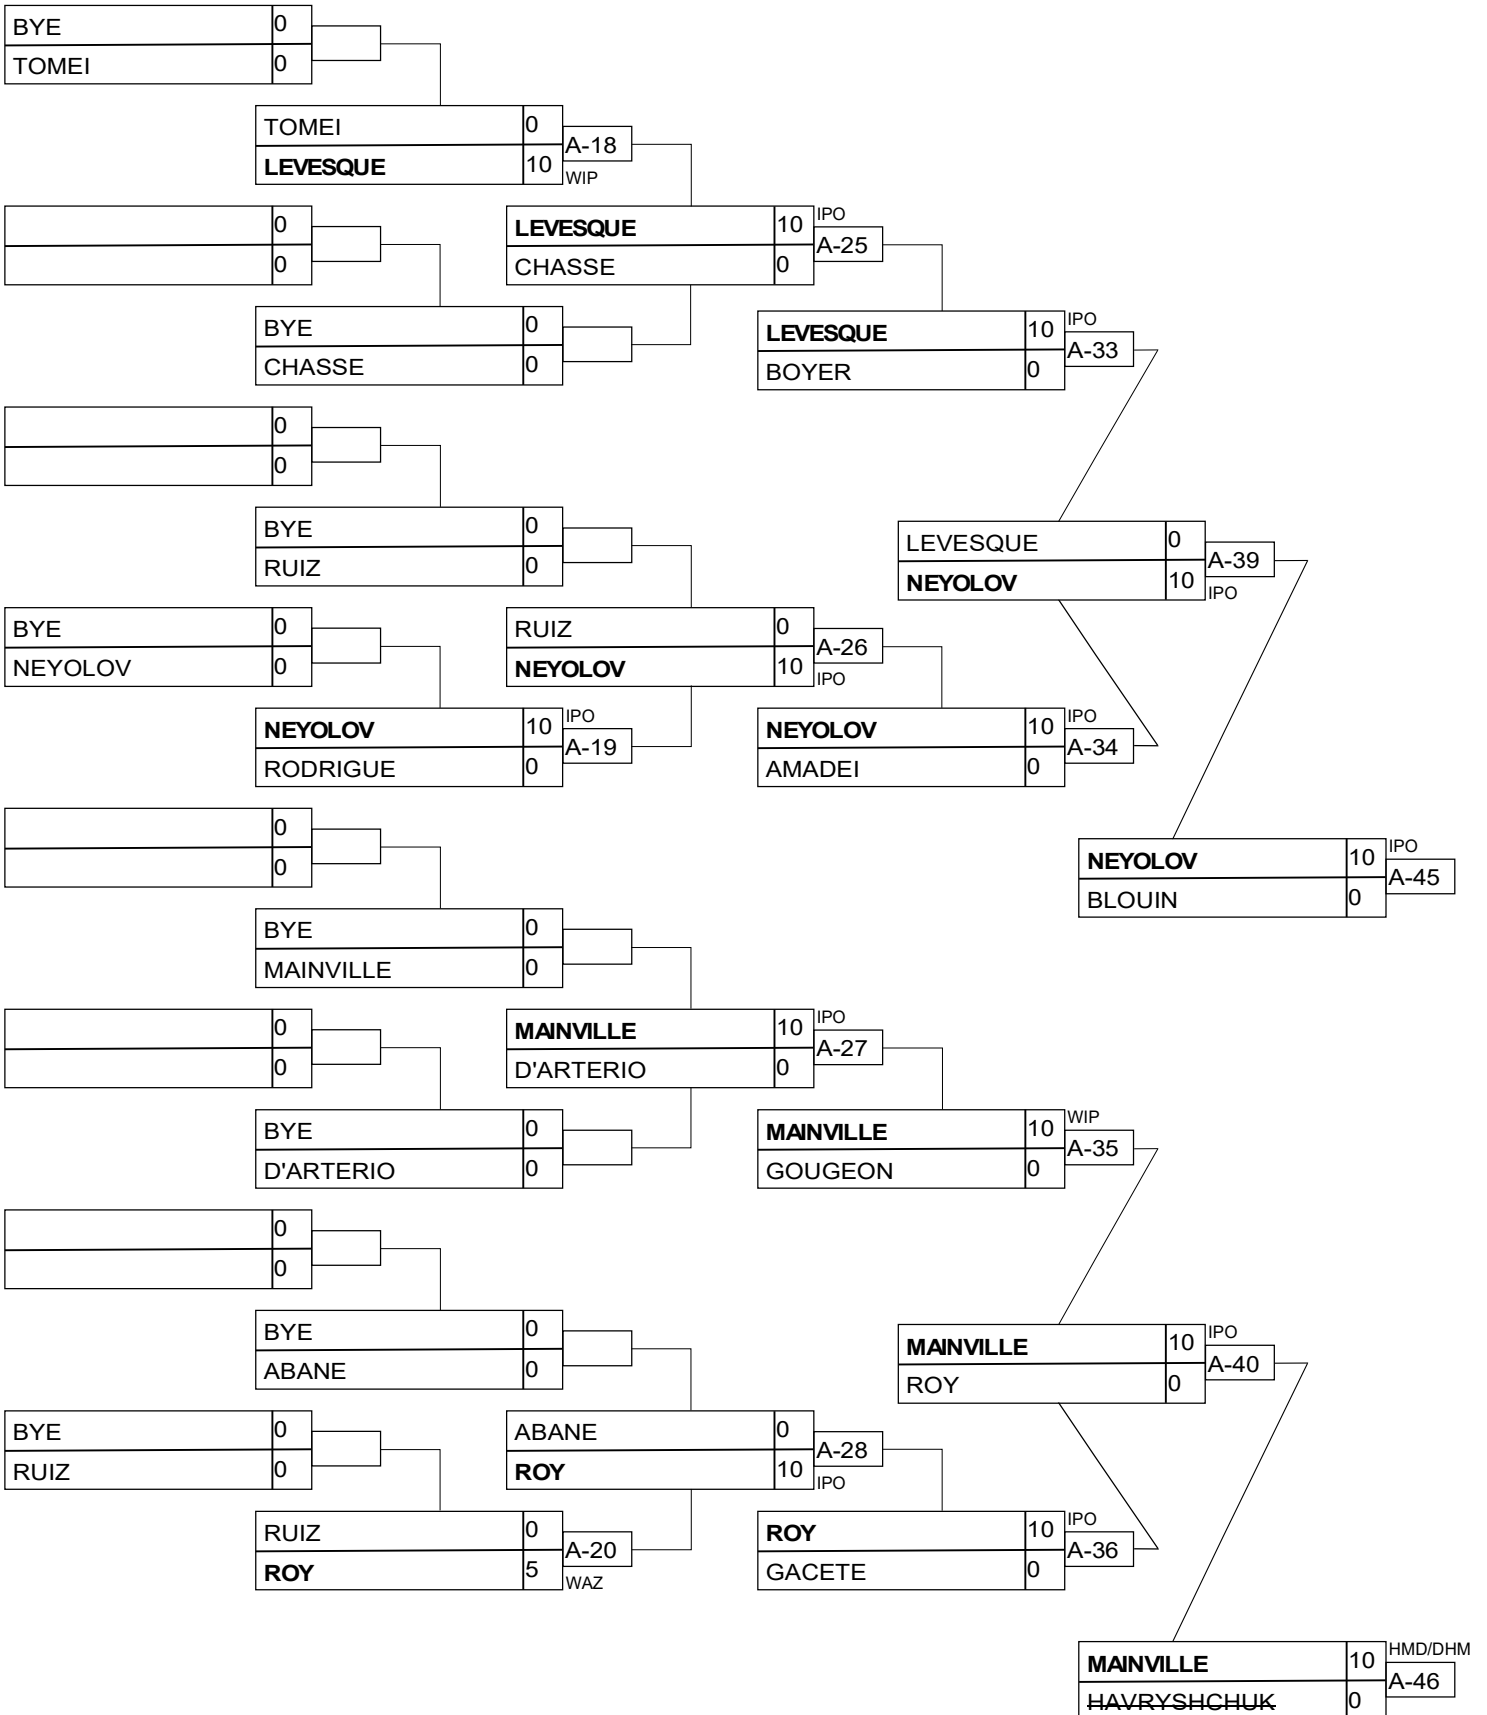 BYE 0
TOMEI 0
TOMEI 0
LEVESQUE 10
A-18
WIP
0
0
LEVESQUE 10
CHASSE 0
IPO
A-25
BYE 0
CHASSE 0
LEVESQUE 10
BOYER 0
IPO
A-33
0
0
BYE 0
RUIZ 0
LEVESQUE 0
NEYOLOV 10
A-39
IPO
BYE 0
NEYOLOV 0
RUIZ 0
NEYOLOV 10
A-26
IPO
NEYOLOV 10
RODRIGUE 0
IPO
A-19
NEYOLOV 10
AMADEI 0
IPO
A-34
0
0
NEYOLOV 10
BLOUIN 0
IPO
A-45
BYE 0
MAINVILLE 0
0
0
MAINVILLE 10
D'ARTERIO 0
IPO
A-27
BYE 0
D'ARTERIO 0
MAINVILLE 10
GOUGEON 0
WIP
A-35
0
0
BYE 0
ABANE 0
MAINVILLE 10
ROY 0
IPO
A-40
BYE 0
RUIZ 0
ABANE 0
ROY 10
A-28
IPO
RUIZ 0
ROY 5
A-20
WAZ
ROY 10
GACETE 0
IPO
A-36
MAINVILLE 10
HAVRYSHCHUK 0
HMD/DHM
A-46